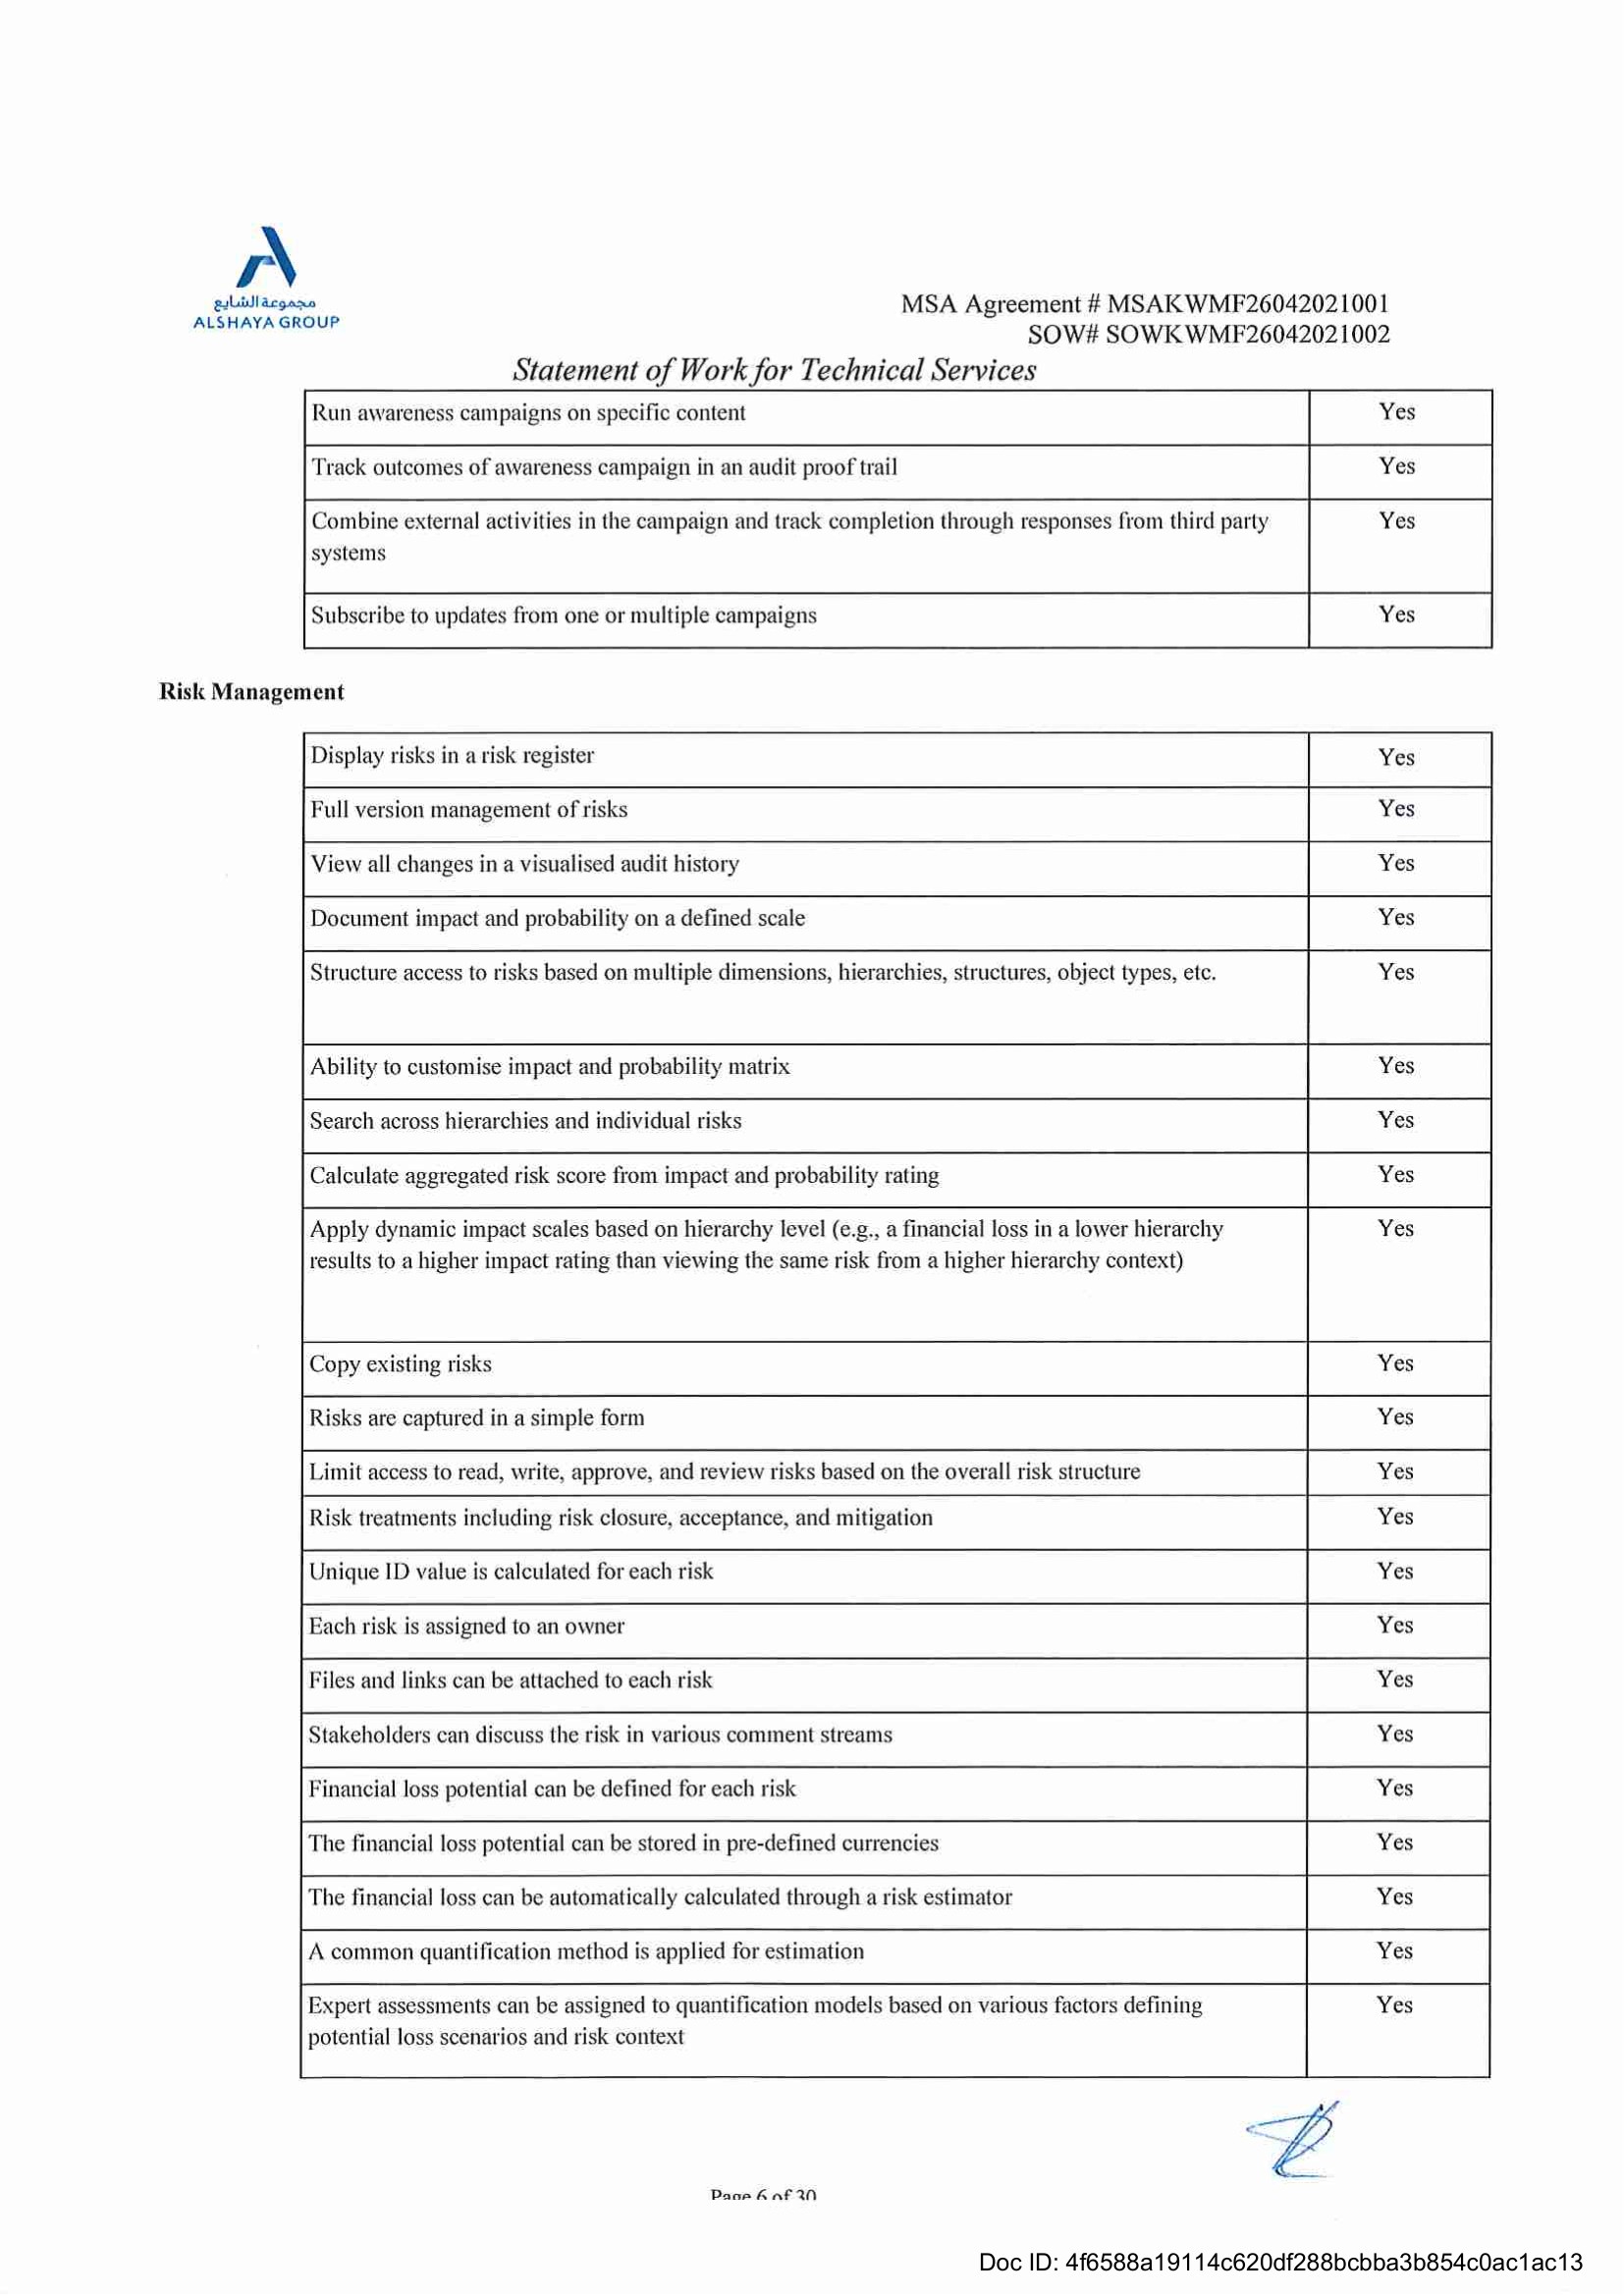 مجموعة الشايع
ALSHAYA GROUP
MSA Agreement # MSAKWMF26042021001
SOW# SOWKWMF26042021002
Statement of Work for Technical Services
Run awareness campaigns on specific content Yes
Track outcomes of awareness campaign in an audit proof trail Yes
Combine external activities in the campaign and track completion through responses from third party Yes
systems
Subscribe to updates from one or multiple campaigns Yes
Risk Management
Display risks in a risk register Yes
Full version management of risks Yes
View all changes in a visualised audit history Yes
Document impact and probability on a defined scale Yes
Structure access to risks based on multiple dimensions, hierarchies, structures, object types, etc. Yes
Ability to customise impact and probability matrix Yes
Search across hierarchies and individual risks Yes
Calculate aggregated risk score from impact and probability rating Yes
Apply dynamic impact scales based on hierarchy level (e.g., a financial loss in a lower hierarchy Yes
results to a higher impact rating than viewing the same risk from a higher hierarchy context)
Copy existing risks Yes
Risks are captured in a simple form Yes
Limit access to read, write, approve, and review risks based on the overall risk structure Yes
Risk treatments including risk closure, acceptance, and mitigation Yes
Unique ID value is calculated for each risk Yes
Each risk is assigned to an owner Yes
Files and links can be attached to each risk Yes
Stakeholders can discuss the risk in various comment streams Yes
Financial loss potential can be defined for each risk Yes
The financial loss potential can be stored in pre-defined currencies Yes
The financial loss can be automatically calculated through a risk estimator Yes
A common quantification method is applied for estimation Yes
Expert assessments can be assigned to quantification models based on various factors defining Yes
potential loss scenarios and risk context
Page 6 of 30
Doc ID: 4f6588a19114c620df288bcbba3b854c0ac1ac13